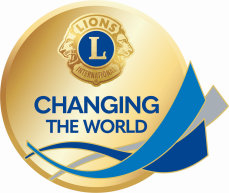 LIONS
L
INTERNATIONAL
CHANGING
THE WORLD